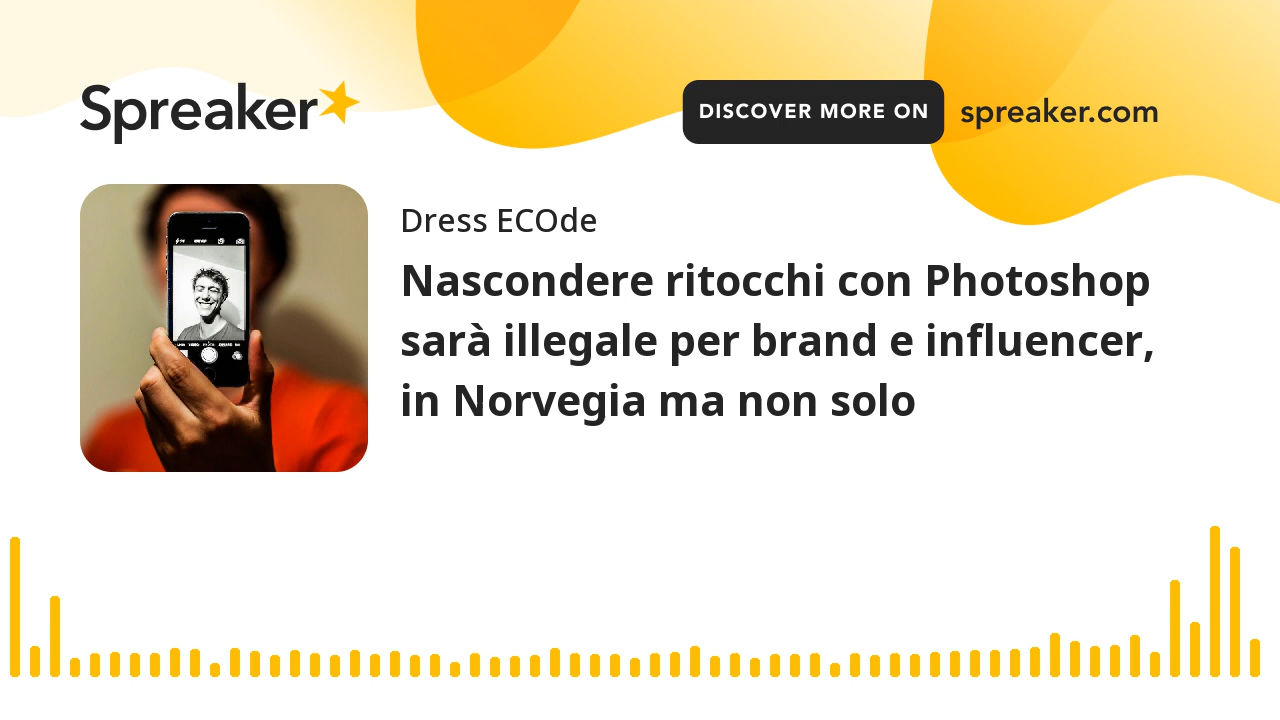 Spreaker
DISCOVER MORE ON
spreaker.com
Dress ECOde
Nascondere ritocchi con Photoshop
sarà illegale per brand e influencer,
in Norvegia ma non solo